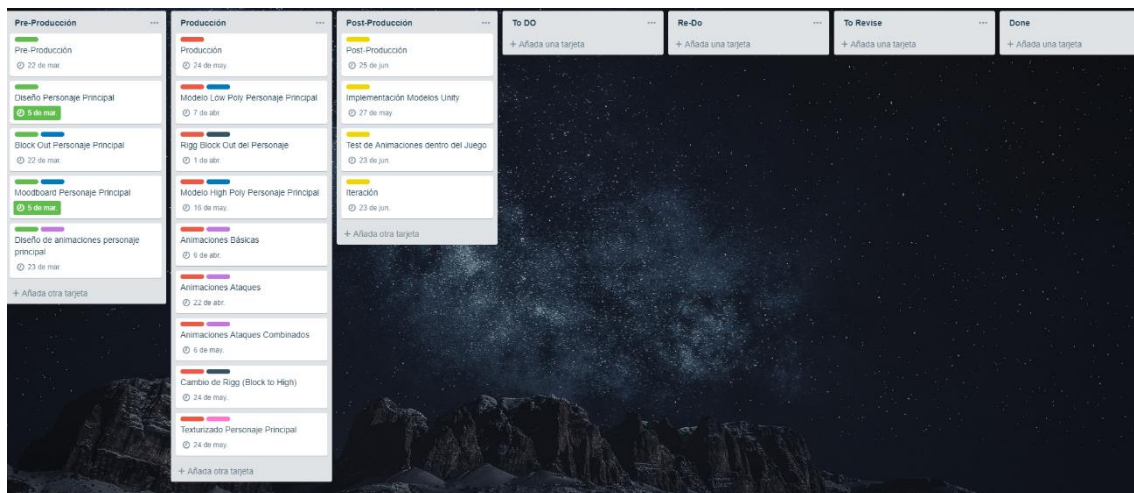 Pre-Producción
Pre-Producción
22 de mar.
Diseño Personaje Principal
5 de mar.
Block Out Personaje Principal
22 de mar.
Moodboard Personaje Principal
5 de mar.
Diseño de animaciones personaje
principal
23 de mar.
+ Añada otra tarjeta
Producción
Producción
24 de may.
Modelo Low Poly Personaje Principal
7 de abr.
Rigg Block Out del Personaje
1 de abr.
Modelo High Poly Personaje Principal
16 de may.
Animaciones Básicas
6 de abr.
Animaciones Ataques
22 de abr.
Animaciones Ataques Combinados
6 de may.
Cambio de Rigg (Block to High)
24 de may.
Texturizado Personaje Principal
24 de may.
+ Añada otra tarjeta
Post-Producción
Post-Producción
25 de jun.
Implementación Modelos Unity
27 de may.
Test de Animaciones dentro del Juego
23 de jun.
Iteración
23 de jun.
+ Añada otra tarjeta
To DO
+ Añada una tarjeta
Re-Do
+ Añada una tarjeta
To Revise
+ Añada una tarjeta
Done
+ Añada una tarjeta